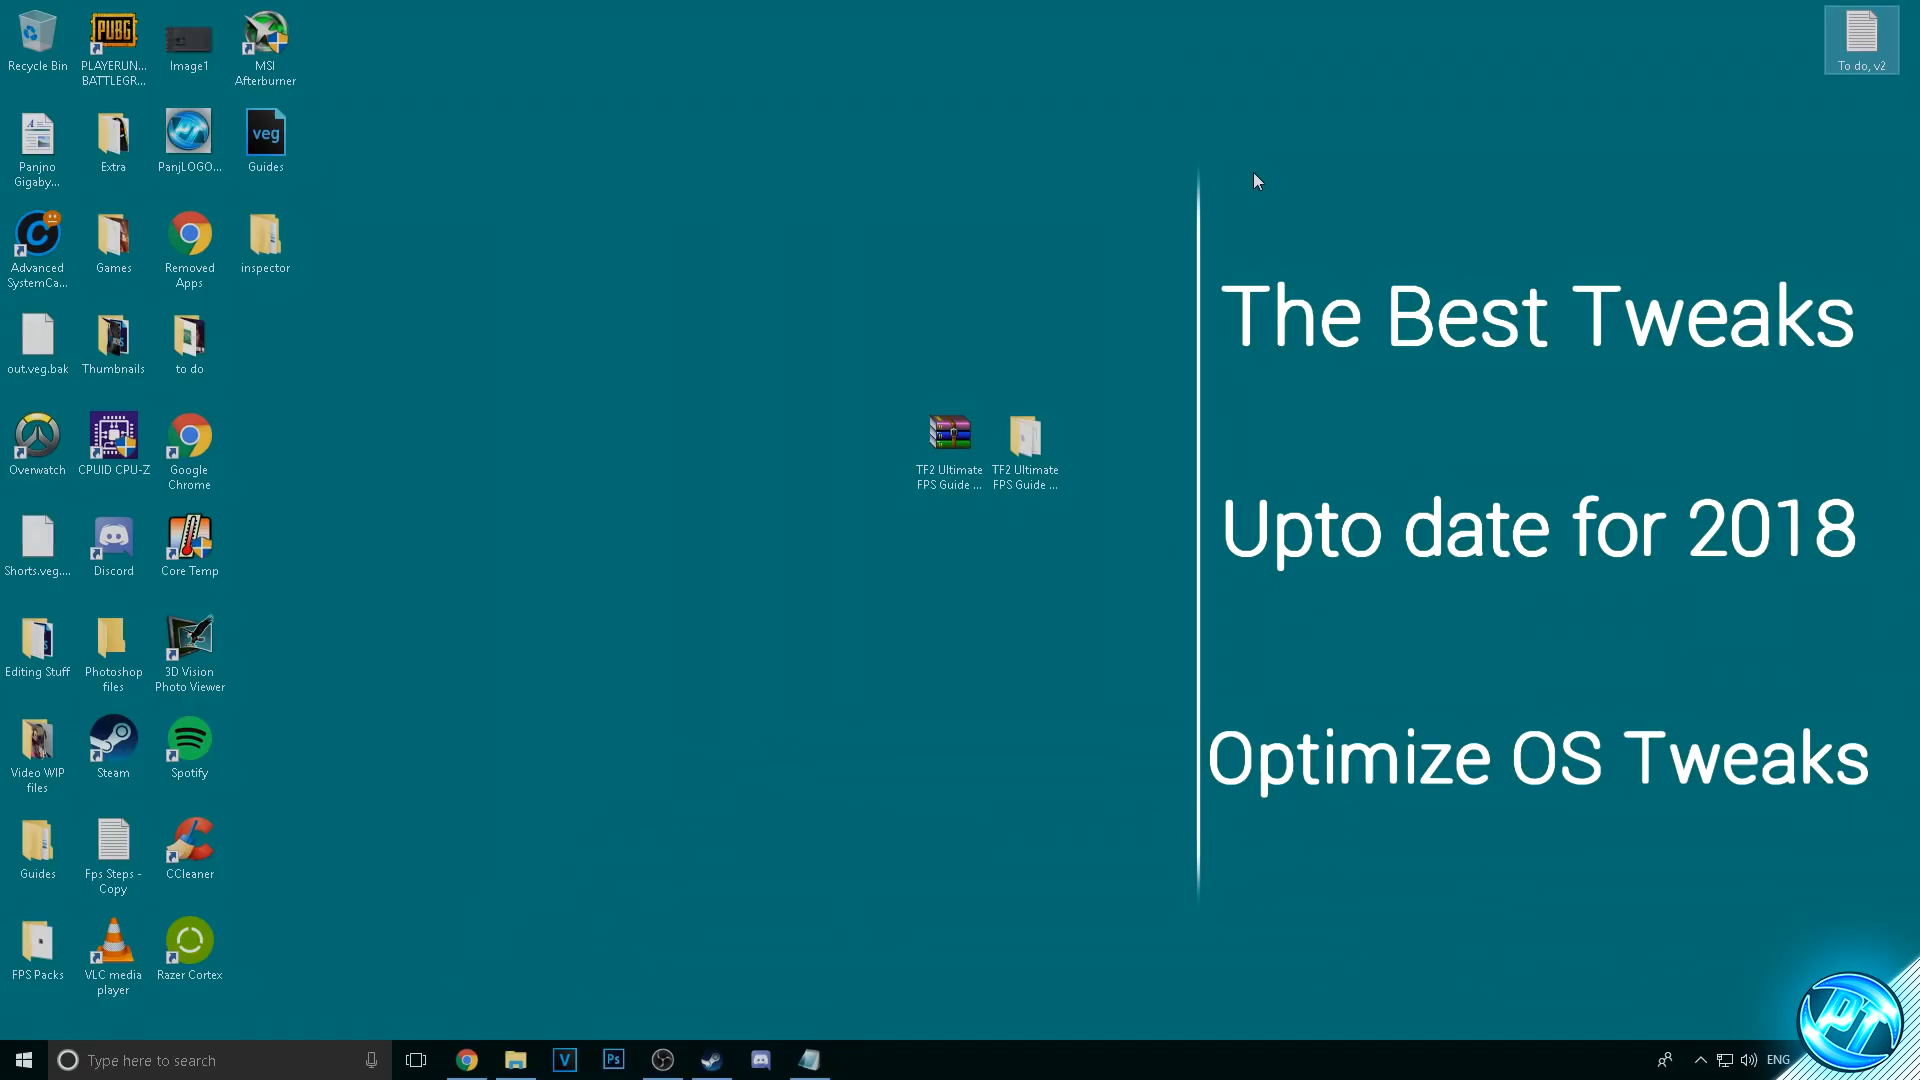 Recycle Bin
PLAYERUN...
BATTLEGR...
Image1
MSI
Afterburner
To do, v2
Panjno
Gigaby...
Extra
PanjLOGO...
veg
Guides
Advanced
SystemCa...
Games
Removed
Apps
inspector
out.veg.bak
Thumbnails
to do
The Best Tweaks
Overwatch
CPUID CPU-Z
Google
Chrome
TF2 Ultimate
FPS Guide ...
TF2 Ultimate
FPS Guide ...
Upto date for 2018
Shorts.veg....
Discord
Core Temp
Editing Stuff
Photoshop
files
3D Vision
Photo Viewer
Video WIP
files
Steam
Spotify
Optimize OS Tweaks
Guides
Fps Steps -
Copy
CCleaner
FPS Packs
VLC media
player
Razer Cortex
PUBG
Type here to search
V
Ps
ENG
PT